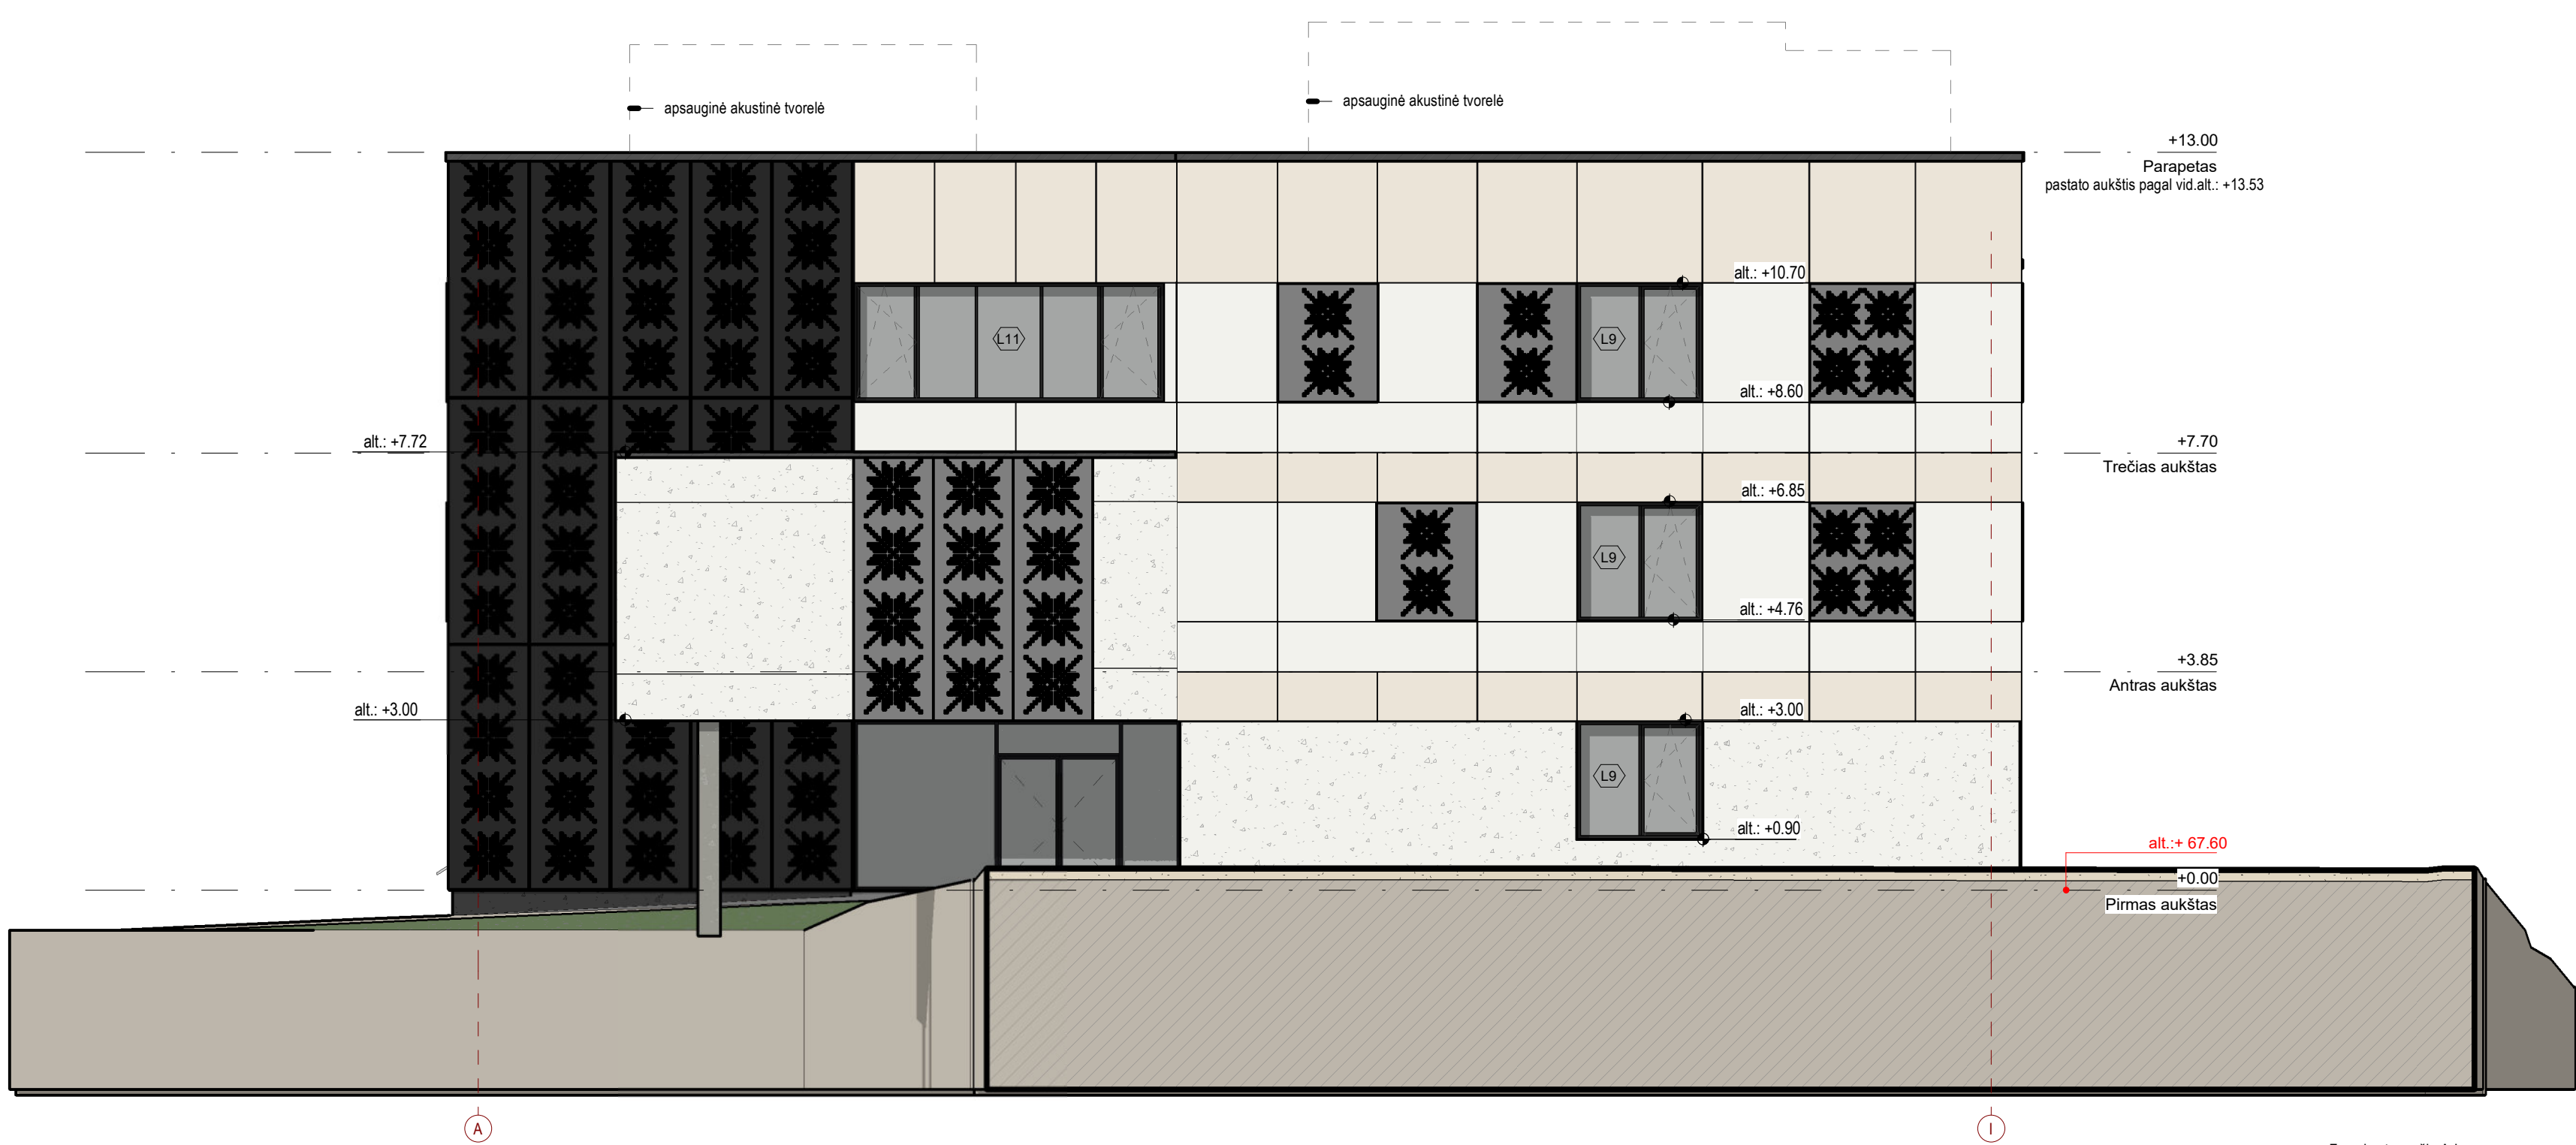 apsauginė akustinė tvorelė
apsauginė akustinė tvorelė
+13.00
Parapetas
pastato aukštis pagal vid.alt.: +13.53
alt.: +10.70
L11
L9
alt.: +8.60
alt.: +7.72
+7.70
Trečias aukštas
alt.: +6.85
L9
alt.: +4.76
+3.85
Antras aukštas
alt.: +3.00
alt.: +3.00
L9
alt.: +0.90
alt.:+ 67.60
+0.00
Pirmas aukštas
A
I